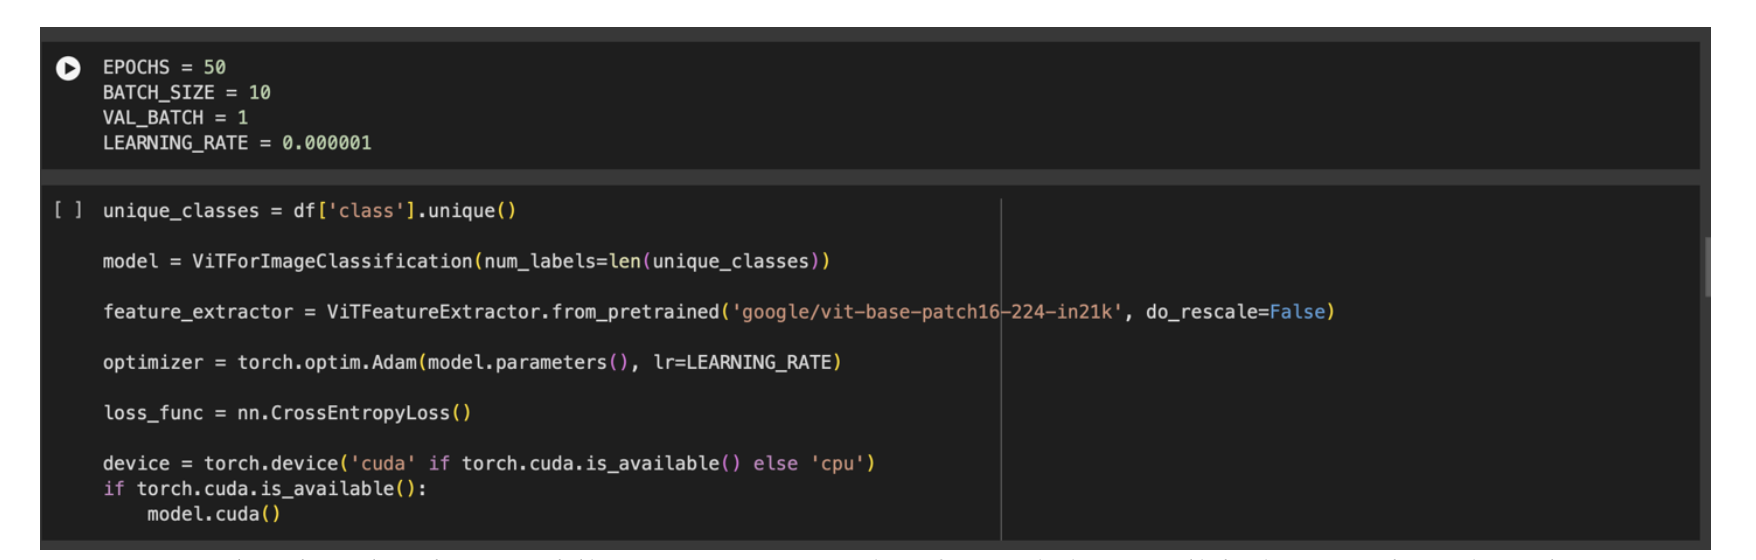 EPOCHS = 50
BATCH_SIZE = 10
VAL_BATCH = 1
LEARNING_RATE = 0.000001
[ ] unique_classes = df['class'].unique()
model = ViTForImageClassification(num_labels=len(unique_classes))
feature_extractor = ViTFeatureExtractor.from_pretrained('google/vit-base-patch16-224-in21k', do_rescale=False)
optimizer = torch.optim.Adam(model.parameters(), lr=LEARNING_RATE)
loss_func = nn.CrossEntropyLoss()
device = torch.device('cuda' if torch.cuda.is_available() else 'cpu')
if torch.cuda.is_available():
    model.cuda()